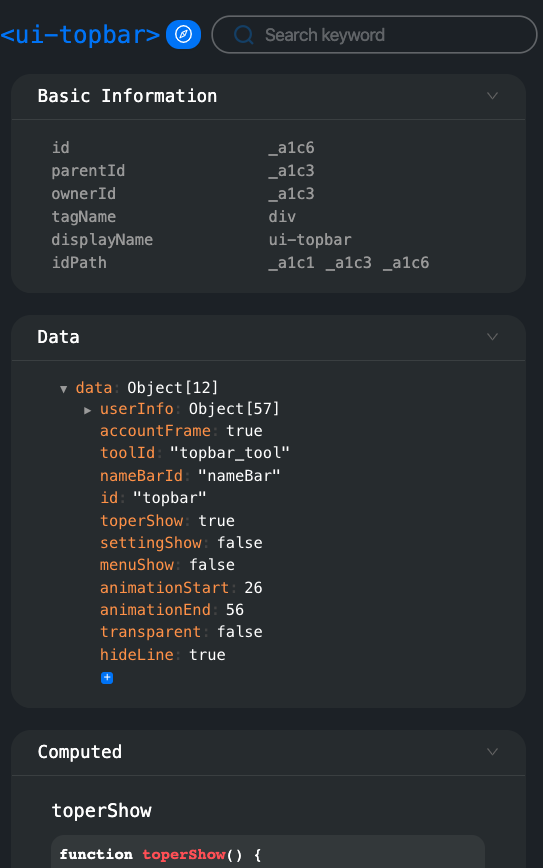 <ui-topbar> Search keyword
Basic Information
id _a1c6
parentId _a1c3
ownerId _a1c3
tagName div
displayName ui-topbar
idPath _a1c1 _a1c3 _a1c6
Data
data: Object[12]
userInfo: Object[57]
accountFrame: true
toolId: "topbar_tool"
nameBarId: "nameBar"
id: "topbar"
toperShow: true
settingShow: false
menuShow: false
animationStart: 26
animationEnd: 56
transparent: false
hideLine: true
+
Computed
toperShow
function toperShow() {